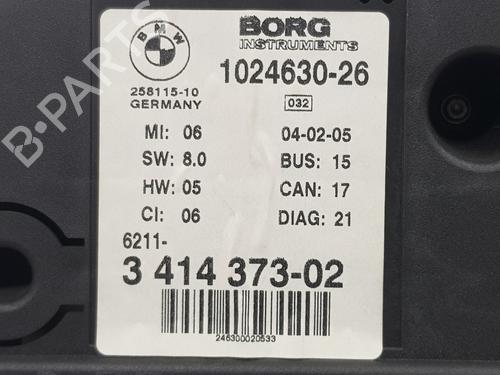 BMW
BORG
INSTRUMENTS
1024630-26
258115-10
GERMANY
032
MI: 06
04-02-05
SW: 8.0
BUS: 15
HW: 05
CAN: 17
CI: 06
DIAG: 21
6211-
3 414 373-02
246300020533
B-PARTS